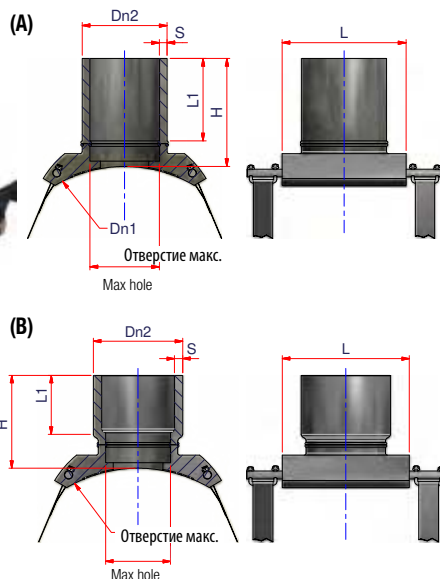 (A)
Dn2
S
L
L1
H
Dn1
Отверстие макс.
Max hole
(B)
Dn2
S
L
H
L1
Отверстие макс.
Max hole